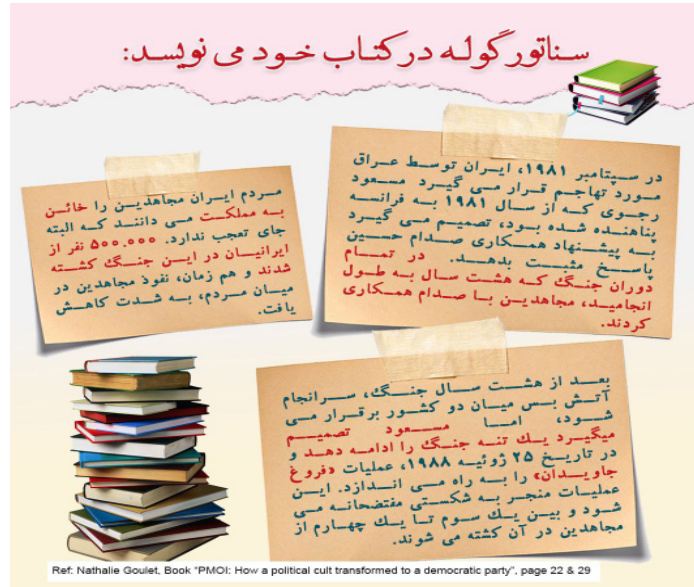 سناتور گوله در کتاب خود می نویسد:
در سپتامبر ۱۹۸۱، ایران توسط عراق
مورد تهاجم قرار می گیرد مسعود
رجوی که از سال ۱۹۸۱ به فرانسه
پناهنده شده بود، تصمیم می گیرد
به پیشنهاد همکاری صدام حسین
پاسخ مثبت بدهد. در تمام
دوران جنگ که هشت سال به طول
انجامید، مجاهدین با صدام همکاری
کردند.
مردم ایران مجاهدین را خائن
به مملکت می دانند که البته
جای تعجب ندارد. ۵۰۰.۰۰۰ نفر از
ایرانیان در این جنگ کشته
شدند و هم زمان، نفوذ مجاهدین در
میان مردم، به شدت کاهش
یافت.
بعد از هشت سال جنگ، سرانجام
آتش بس میان دو کشور برقرار می
شود، اما مسعود تصمیم
میگیرد یک تنه جنگ را ادامه دهد و
در تاریخ ۲۵ ژوئیه ۱۹۸۸، عملیات «فروغ
جاویدان» را به راه می اندازد. این
عملیات منجر به شکستی مفتضحانه می
شود و بین یک سوم تا یک چهارم از
مجاهدین در آن کشته می شوند.
Ref: Nathalie Goulet, Book "PMOI: How a political cult transformed to a democratic party", page 22 & 29